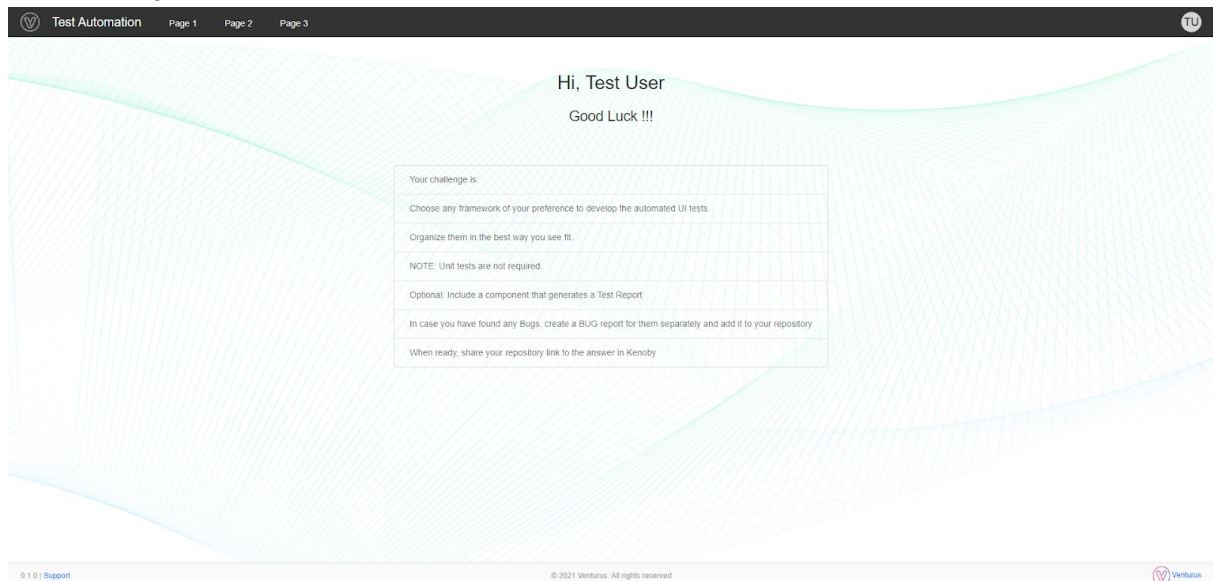 Test Automation Page 1 Page 2 Page 3 TU
Hi, Test User
Good Luck !!!
Your challenge is:
Choose any framework of your preference to develop the automated UI tests.
Organize them in the best way you see fit.
NOTE: Unit tests are not required.
Optional: Include a component that generates a Test Report
In case you have found any Bugs, create a BUG report for them separately and add it to your repository
When ready, share your repository link to the answer in Kenoby
0.1.0 | Support © 2021 Venturus. All rights reserved Venturus